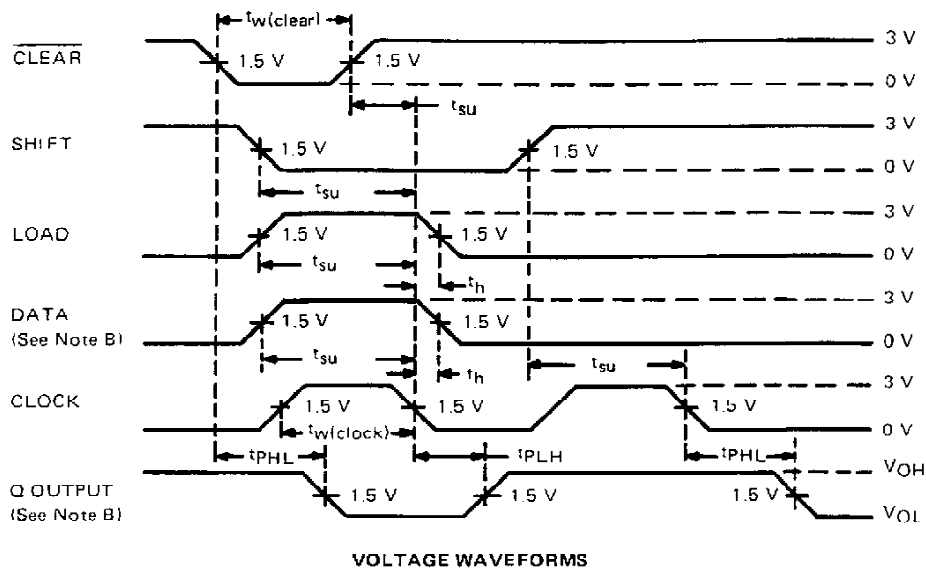 tw(clear)
CLEAR 1.5 V 1.5 V 3 V
0 V
tsu
SHIFT 1.5 V 1.5 V 3 V
0 V
tsu
LOAD 1.5 V 1.5 V 3 V
0 V
tsu
th
DATA 1.5 V 1.5 V 3 V
(See Note B) 0 V
tsu th tsu
CLOCK 1.5 V 1.5 V 1.5 V 3 V
tw(clock) 0 V
tPHL tPLH tPHL VOH
Q OUTPUT 1.5 V 1.5 V 1.5 V
(See Note B) VOL
VOLTAGE WAVEFORMS